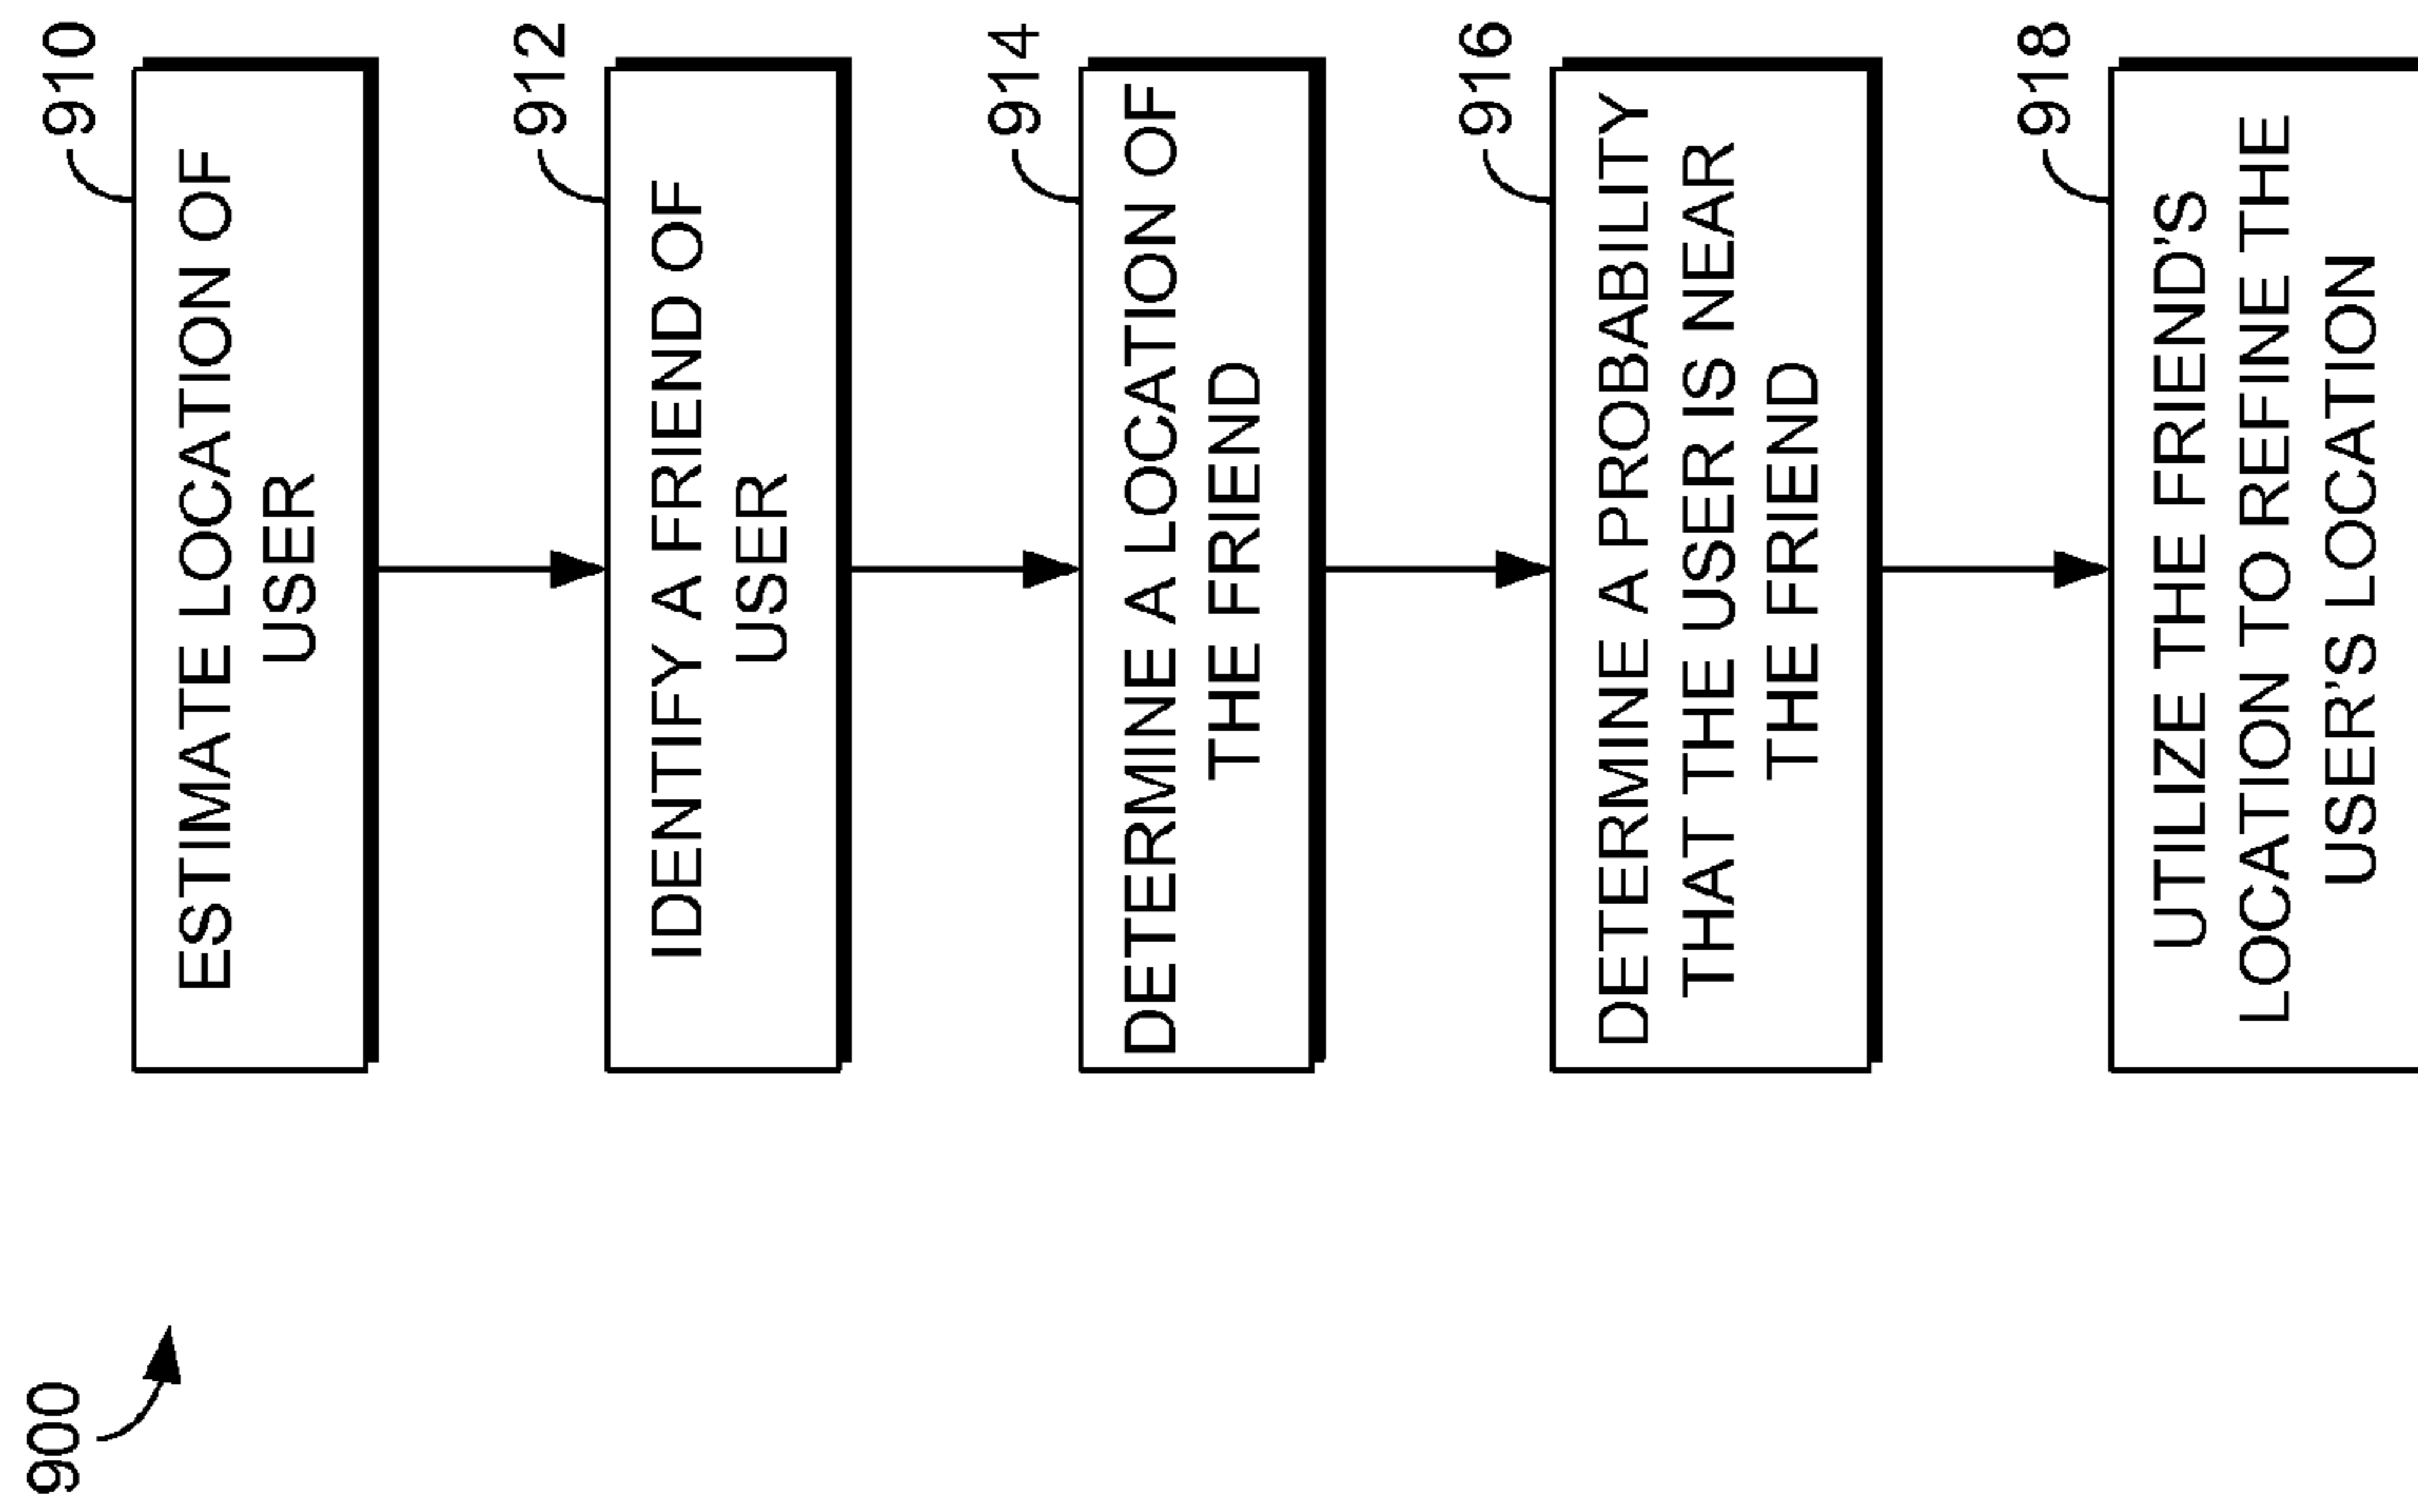 900
910
ESTIMATE LOCATION OF
USER
912
IDENTIFY A FRIEND OF
USER
914
DETERMINE A LOCATION OF
THE FRIEND
916
DETERMINE A PROBABILITY
THAT THE USER IS NEAR
THE FRIEND
918
UTILIZE THE FRIEND'S
LOCATION TO REFINE THE
USER'S LOCATION